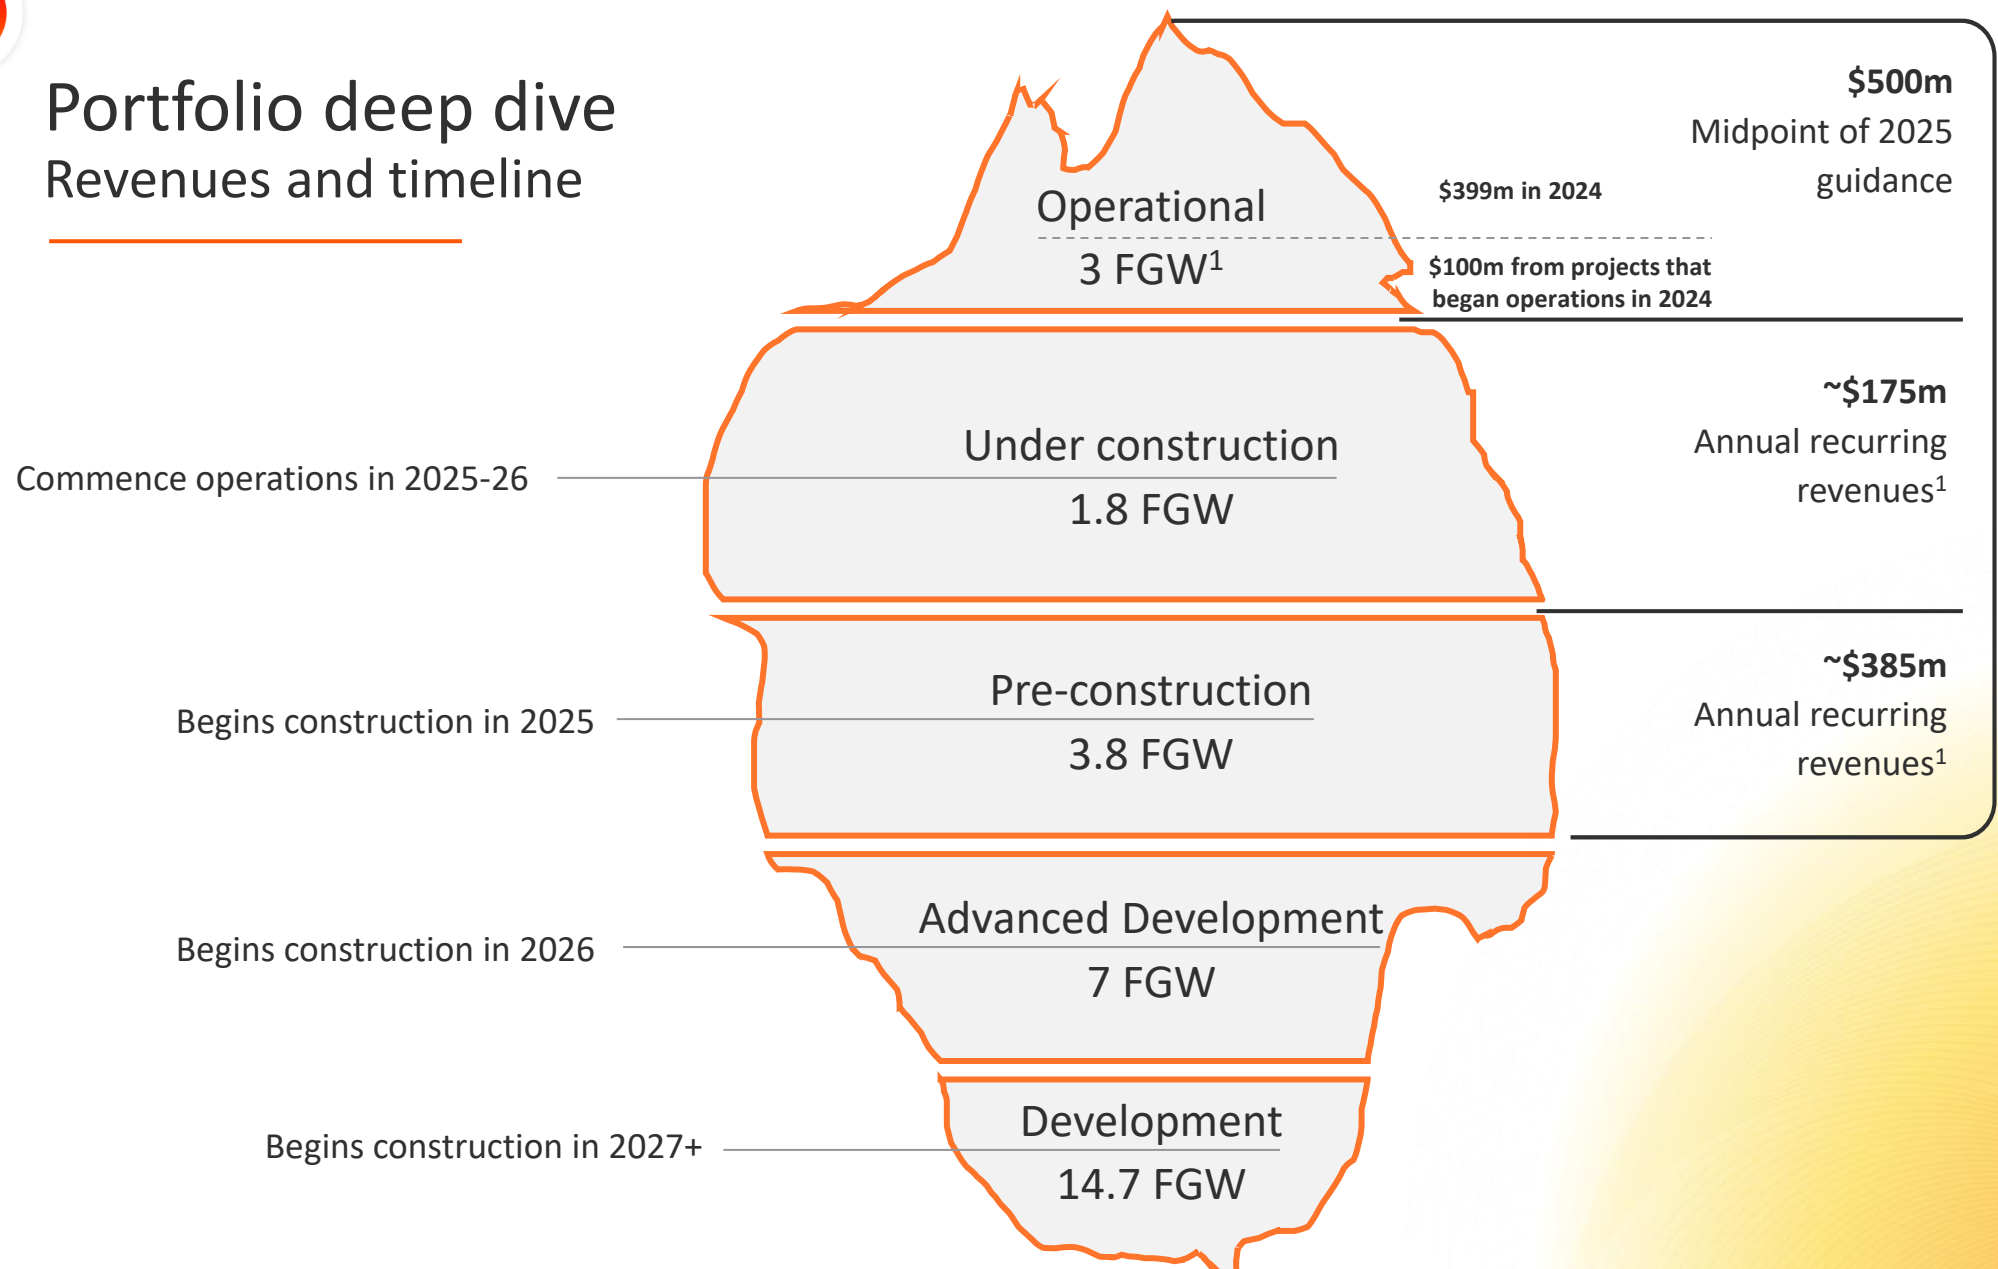 Portfolio deep dive
Revenues and timeline
$500m
Midpoint of 2025
guidance
Operational
3 FGW¹
$399m in 2024
$100m from projects that
began operations in 2024
Commence operations in 2025-26
Under construction
1.8 FGW
~$175m
Annual recurring
revenues¹
Begins construction in 2025
Pre-construction
3.8 FGW
~$385m
Annual recurring
revenues¹
Begins construction in 2026
Advanced Development
7 FGW
Begins construction in 2027+
Development
14.7 FGW